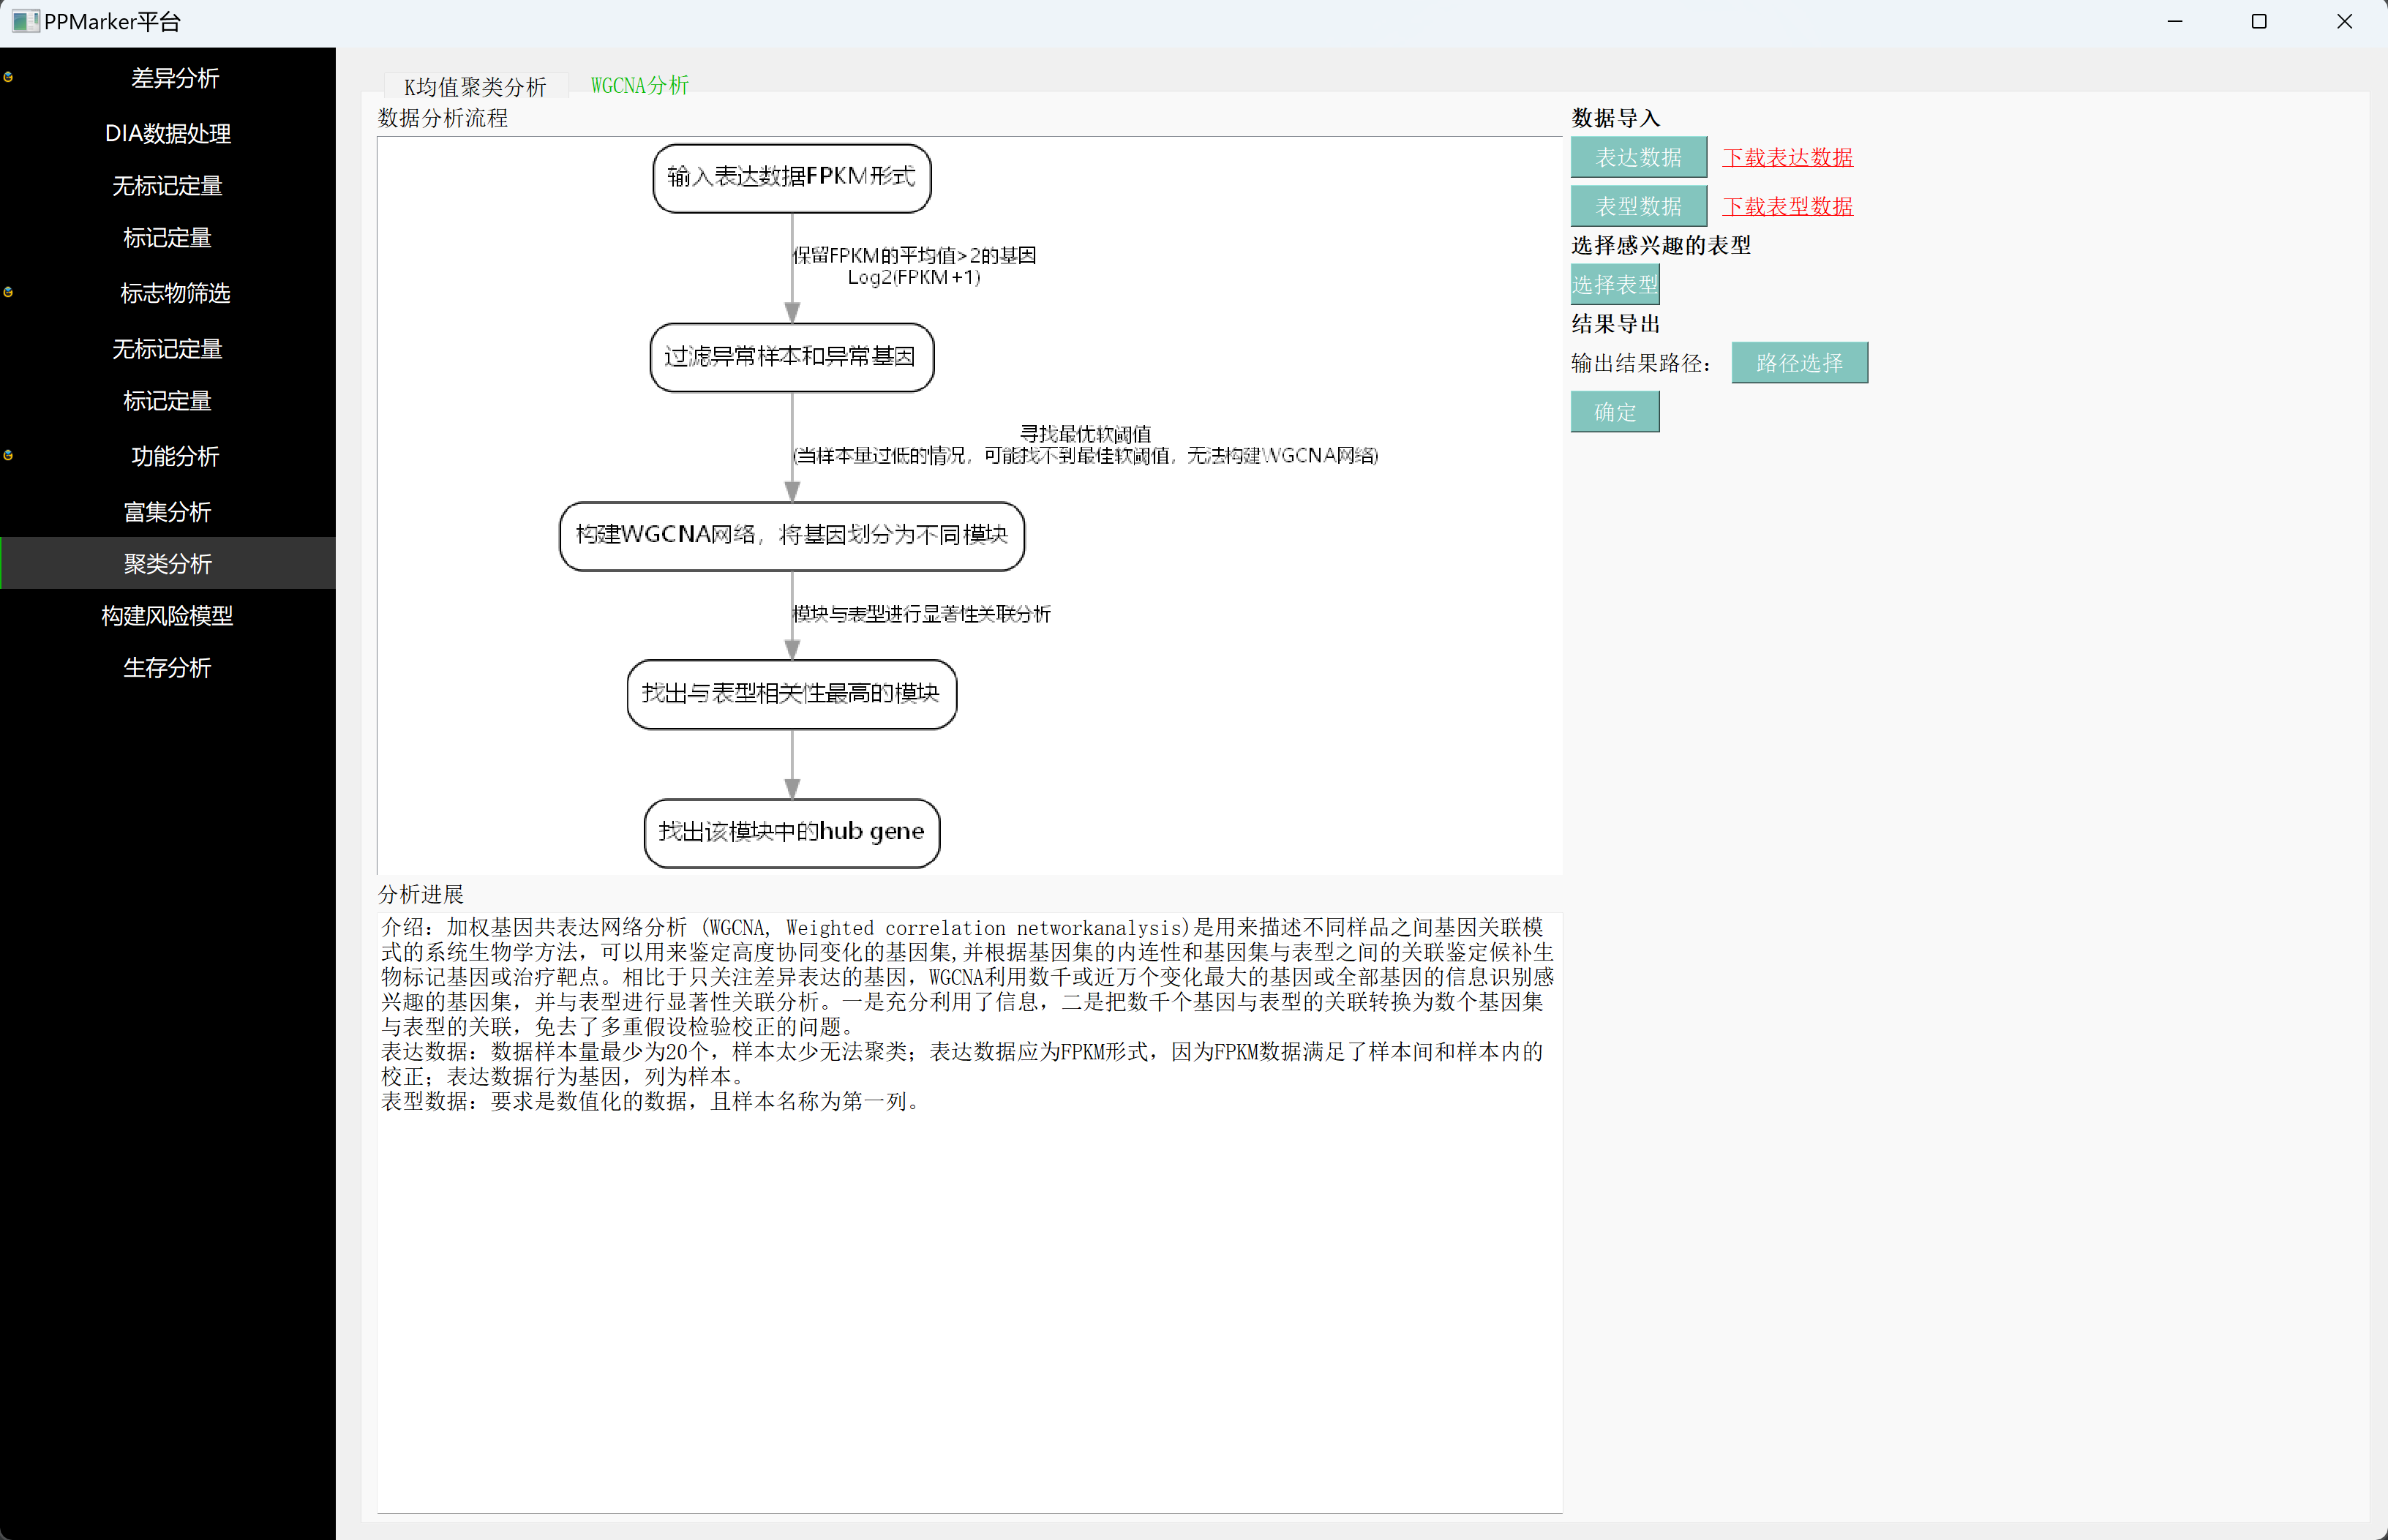 PPMarker平台
差异分析
DIA数据处理
无标记定量
标记定量
标志物筛选
无标记定量
标记定量
功能分析
富集分析
聚类分析
构建风险模型
生存分析
K均值聚类分析
WGCNA分析
数据分析流程
输入表达数据FPKM形式
保留FPKM的平均值>2的基因
Log2(FPKM+1)
过滤异常样本和异常基因
寻找最优软阈值
(当样本量过低的情况，可能找不到最佳软阈值，无法构建WGCNA网络)
构建WGCNA网络，将基因划分为不同模块
模块与表型进行显著性关联分析
找出与表型相关性最高的模块
找出该模块中的hub gene
分析进展
介绍：加权基因共表达网络分析 (WGCNA, Weighted correlation networkanalysis)是用来描述不同样品之间基因关联模
式的系统生物学方法，可以用来鉴定高度协同变化的基因集,并根据基因集的内连性和基因集与表型之间的关联鉴定候补生
物标记基因或治疗靶点。相比于只关注差异表达的基因，WGCNA利用数千或近万个变化最大的基因或全部基因的信息识别感
兴趣的基因集，并与表型进行显著性关联分析。一是充分利用了信息，二是把数千个基因与表型的关联转换为数个基因集
与表型的关联，免去了多重假设检验校正的问题。
表达数据：数据样本量最少为20个，样本太少无法聚类；表达数据应为FPKM形式，因为FPKM数据满足了样本间和样本内的
校正；表达数据行为基因，列为样本。
表型数据：要求是数值化的数据，且样本名称为第一列。
数据导入
表达数据 下载表达数据
表型数据 下载表型数据
选择感兴趣的表型
选择表型
结果导出
输出结果路径： 路径选择
确定